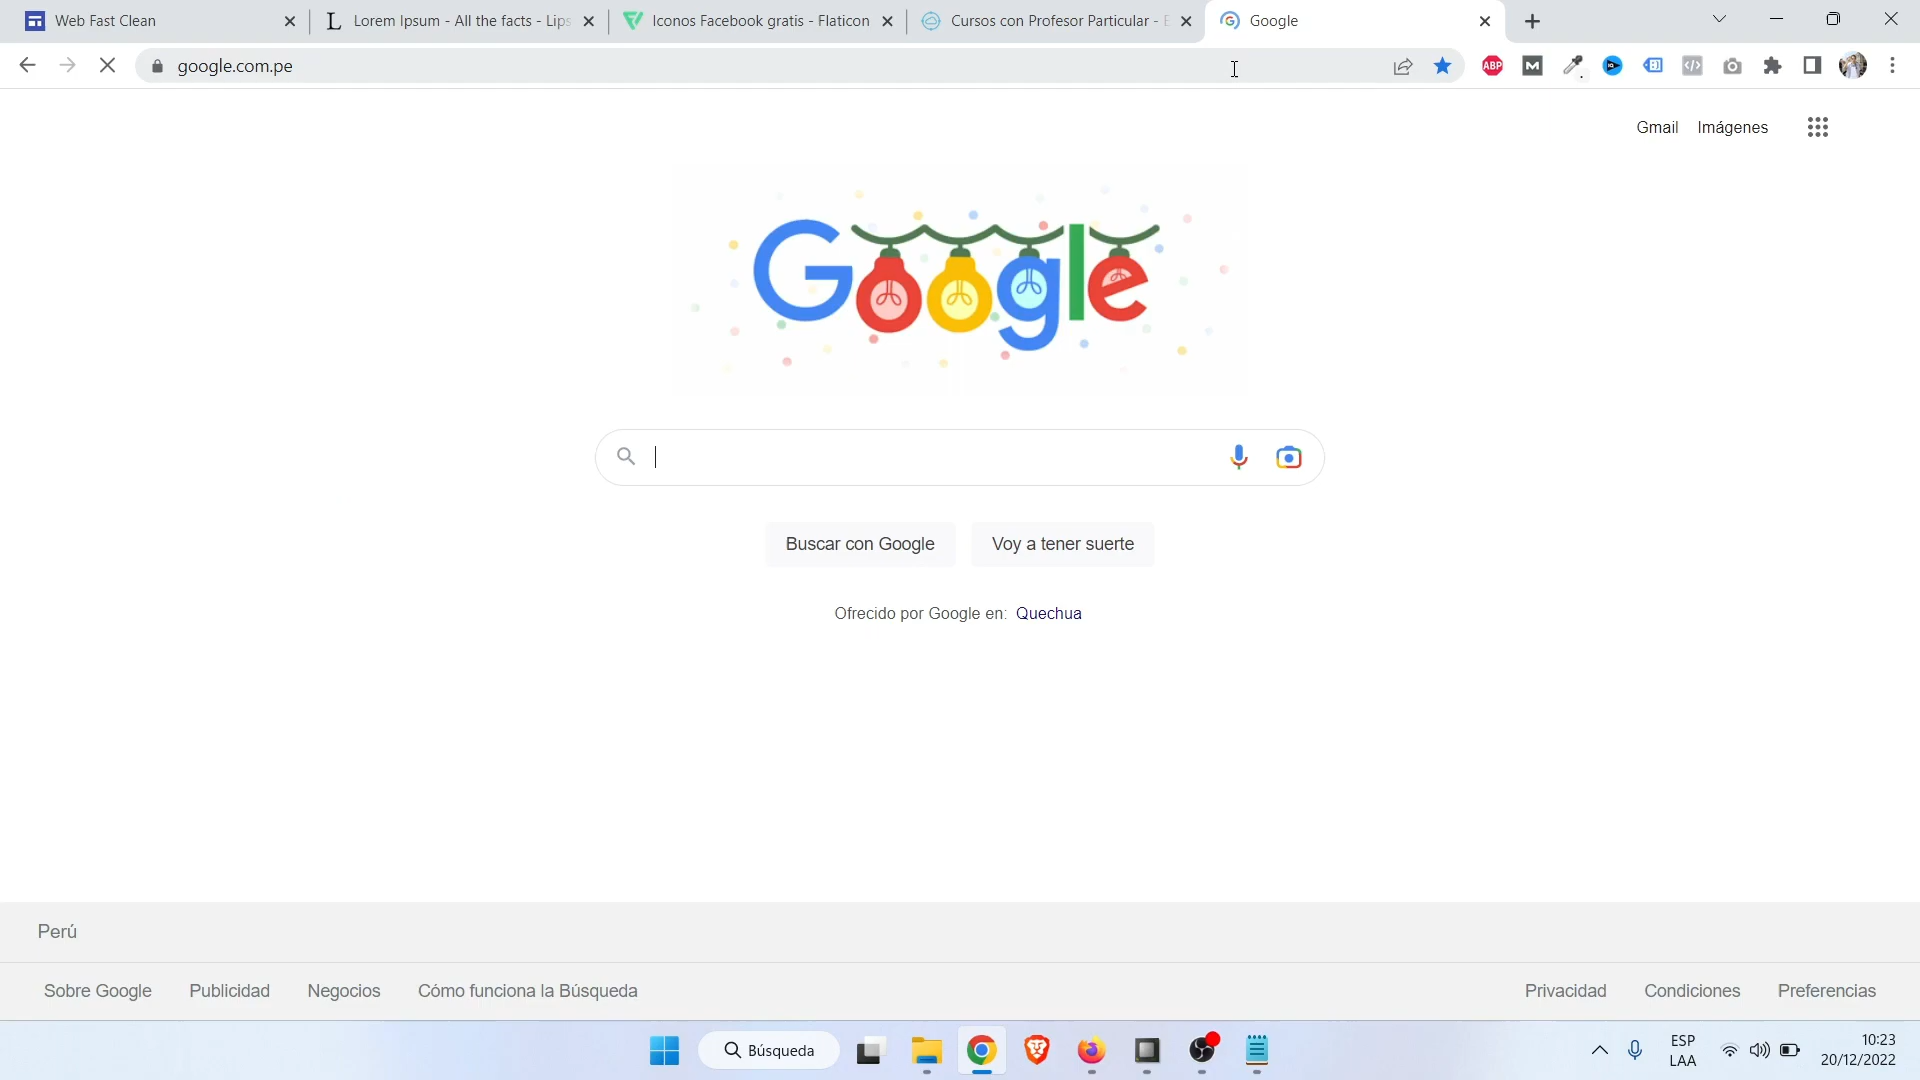 Web Fast Clean
Lorem Ipsum - All the facts - Lips
Iconos Facebook gratis - Flaticon
Cursos con Profesor Particular - E
Google
google.com.pe
ABP
Gmail
Imágenes
Google
Buscar con Google
Voy a tener suerte
Ofrecido por Google en: Quechua
Perú
Sobre Google
Publicidad
Negocios
Cómo funciona la Búsqueda
Privacidad
Condiciones
Preferencias
Búsqueda
ESP
LAA
10:23
20/12/2022